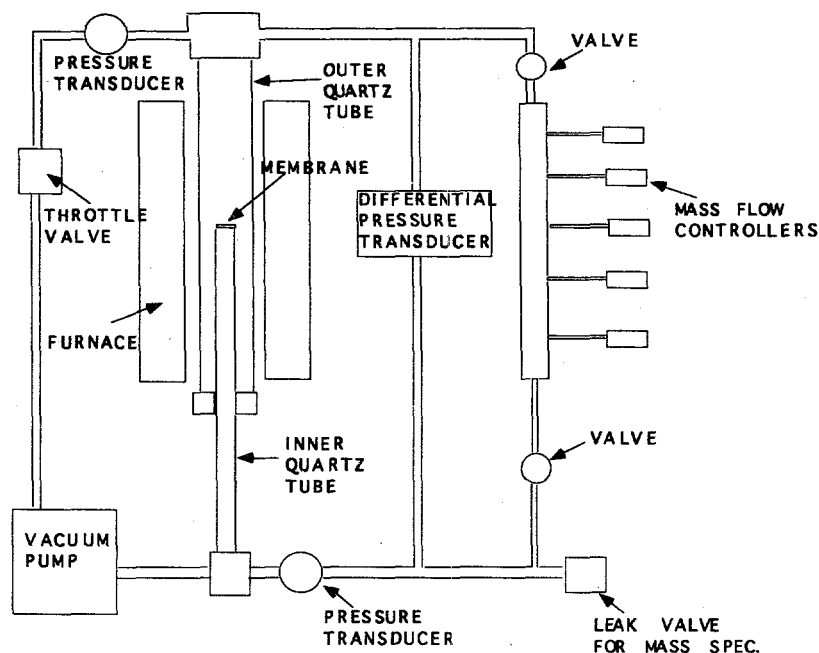 VALVE
PRESSURE
TRANSDUCER
OUTER
QUARTZ
TUBE
MEMBRANE
THROTTLE
VALVE
DIFFERENTIAL
PRESSURE
TRANSDUCER
MASS FLOW
CONTROLLERS
FURNACE
VALVE
INNER
QUARTZ
TUBE
VACUUM
PUMP
PRESSURE
TRANSDUCER
LEAK VALVE
FOR MASS SPEC.